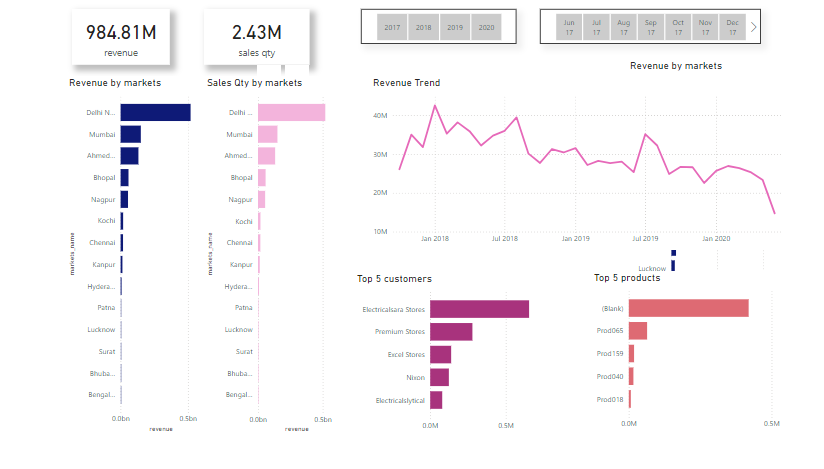 984.81M
revenue
2.43M
sales qty
2017 2018 2019 2020
Jun 17 Jul 17 Aug 17 Sep 17 Oct 17 Nov 17 Dec 17
Revenue by markets
Revenue by markets
Delhi N...
Mumbai
Ahmed...
Bhopal
Nagpur
Kochi
Chennai
Kanpur
Hydera...
Patna
Lucknow
Surat
Bhuba...
Bengal...
markets_name
0.0bn 0.5bn
revenue
Sales Qty by markets
Delhi ...
Mumbai
Ahmed...
Bhopal
Nagpur
Kochi
Chennai
Kanpur
Hydera...
Patna
Lucknow
Surat
Bhuba...
Bengal...
markets_name
0.0bn 0.5bn
revenue
Revenue Trend
40M
30M
20M
10M
Jan 2018 Jul 2018 Jan 2019 Jul 2019 Jan 2020
Lucknow
Top 5 customers
Electricalsara Stores
Premium Stores
Excel Stores
Nixon
Electricalslytical
0.0M 0.5M
Top 5 products
(Blank)
Prod065
Prod159
Prod040
Prod018
0.0M 0.5M